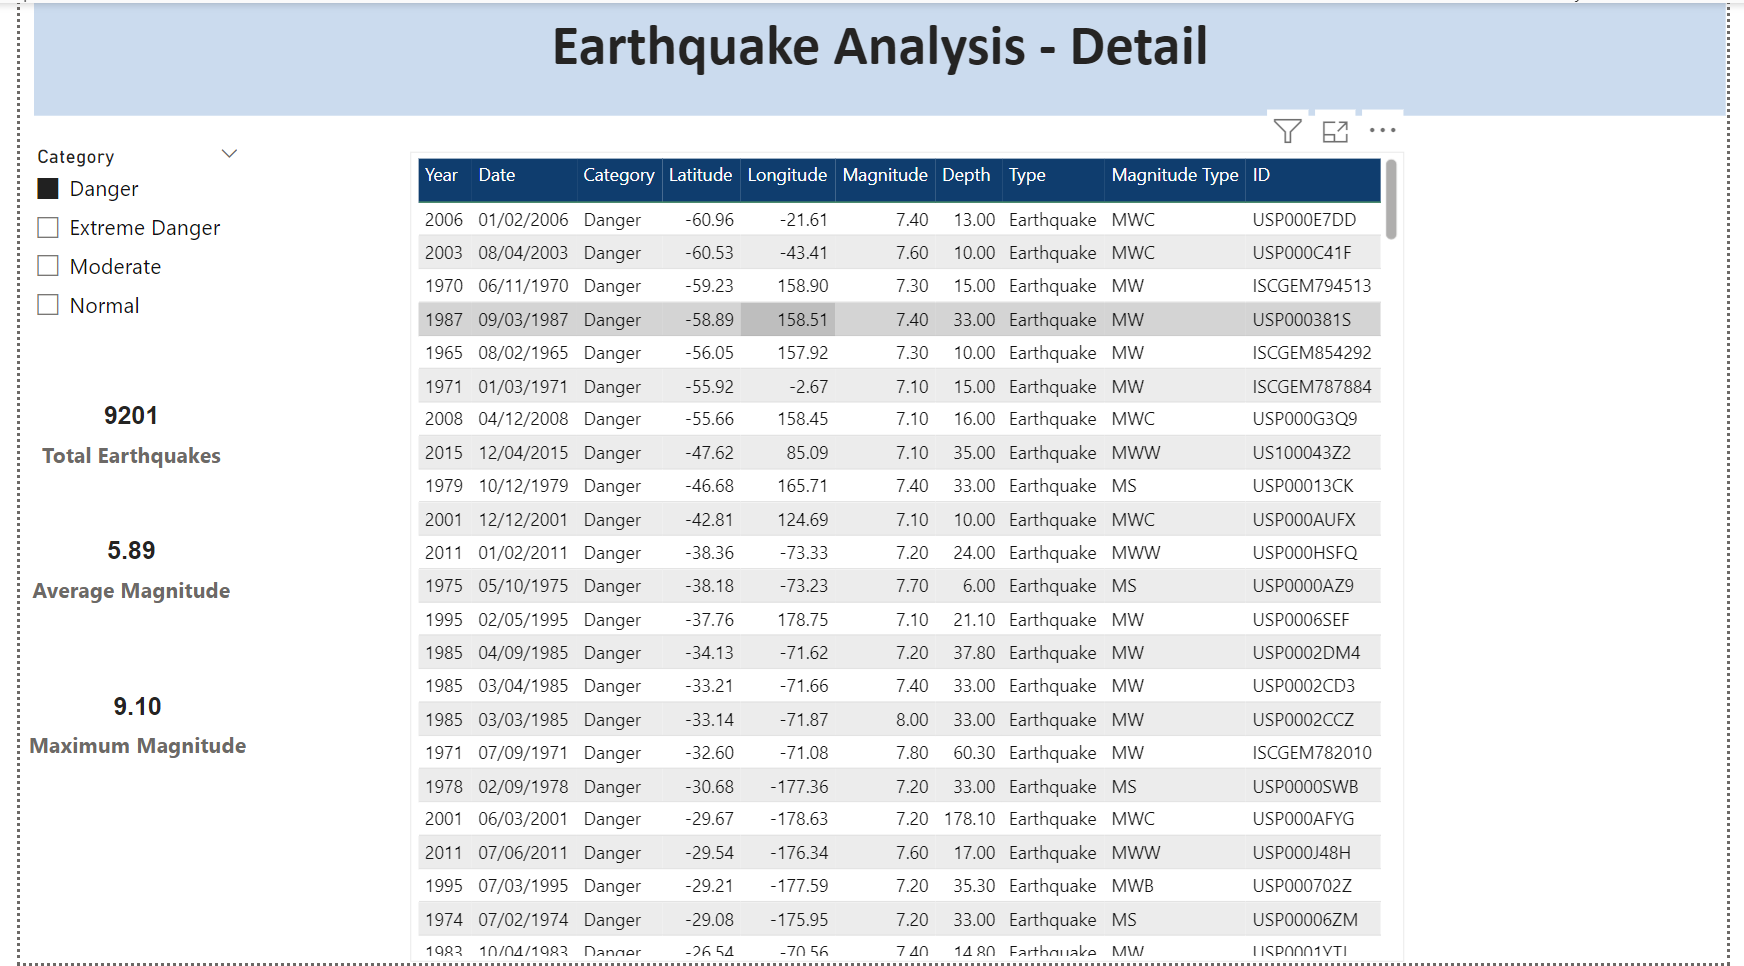 Earthquake Analysis - Detail
Category
Danger
Extreme Danger
Moderate
Normal
9201
Total Earthquakes
5.89
Average Magnitude
9.10
Maximum Magnitude
Year Date Category Latitude Longitude Magnitude Depth Type Magnitude Type ID
2006 01/02/2006 Danger -60.96 -21.61 7.40 13.00 Earthquake MWC USP000E7DD
2003 08/04/2003 Danger -60.53 -43.41 7.60 10.00 Earthquake MWC USP000C41F
1970 06/11/1970 Danger -59.23 158.90 7.30 15.00 Earthquake MW ISCGEM794513
1987 09/03/1987 Danger -58.89 158.51 7.40 33.00 Earthquake MW USP000381S
1965 08/02/1965 Danger -56.05 157.92 7.30 10.00 Earthquake MW ISCGEM854292
1971 01/03/1971 Danger -55.92 -2.67 7.10 15.00 Earthquake MW ISCGEM787884
2008 04/12/2008 Danger -55.66 158.45 7.10 16.00 Earthquake MWC USP000G3Q9
2015 12/04/2015 Danger -47.62 85.09 7.10 35.00 Earthquake MWW US100043Z2
1979 10/12/1979 Danger -46.68 165.71 7.40 33.00 Earthquake MS USP00013CK
2001 12/12/2001 Danger -42.81 124.69 7.10 10.00 Earthquake MWC USP000AUFX
2011 01/02/2011 Danger -38.36 -73.33 7.20 24.00 Earthquake MWW USP000HSFQ
1975 05/10/1975 Danger -38.18 -73.23 7.70 6.00 Earthquake MS USP0000AZ9
1995 02/05/1995 Danger -37.76 178.75 7.10 21.10 Earthquake MW USP0006SEF
1985 04/09/1985 Danger -34.13 -71.62 7.20 37.80 Earthquake MW USP0002DM4
1985 03/04/1985 Danger -33.21 -71.66 7.40 33.00 Earthquake MW USP0002CD3
1985 03/03/1985 Danger -33.14 -71.87 8.00 33.00 Earthquake MW USP0002CCZ
1971 07/09/1971 Danger -32.60 -71.08 7.80 60.30 Earthquake MW ISCGEM782010
1978 02/09/1978 Danger -30.68 -177.36 7.20 33.00 Earthquake MS USP0000SWB
2001 06/03/2001 Danger -29.67 -178.63 7.20 178.10 Earthquake MWC USP000AFYG
2011 07/06/2011 Danger -29.54 -176.34 7.60 17.00 Earthquake MWW USP000J48H
1995 07/03/1995 Danger -29.21 -177.59 7.20 35.30 Earthquake MWB USP000702Z
1974 07/02/1974 Danger -29.08 -175.95 7.20 33.00 Earthquake MS USP00006ZM
1983 10/04/1983 Danger -26.54 -70.56 7.40 14.80 Earthquake MW